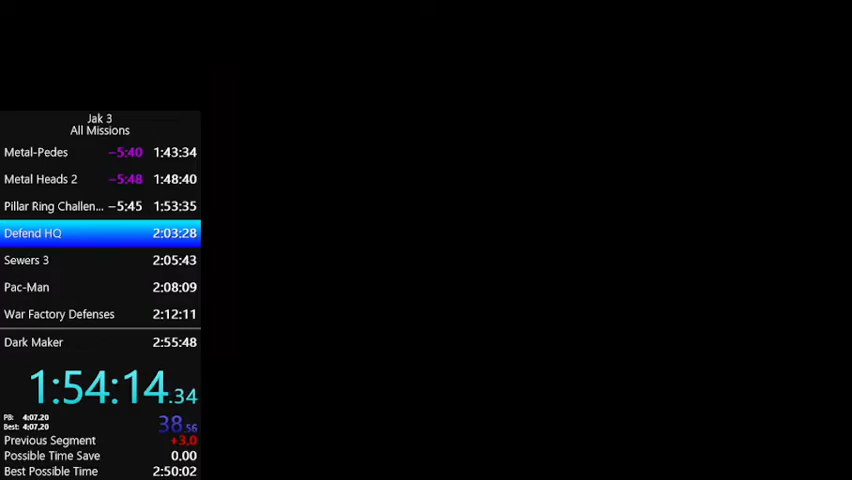 Jak 3
All Missions
Metal-Pedes −5:40 1:43:34
Metal Heads 2 −5:48 1:48:40
Pillar Ring Challen... −5:45 1:53:35
Defend HQ 2:03:28
Sewers 3 2:05:43
Pac-Man 2:08:09
War Factory Defenses 2:12:11
Dark Maker 2:55:48
1:54:14.34
PB: 4:07.20 38.56
Best: 4:07.20
Previous Segment +3.0
Possible Time Save 0.00
Best Possible Time 2:50:02